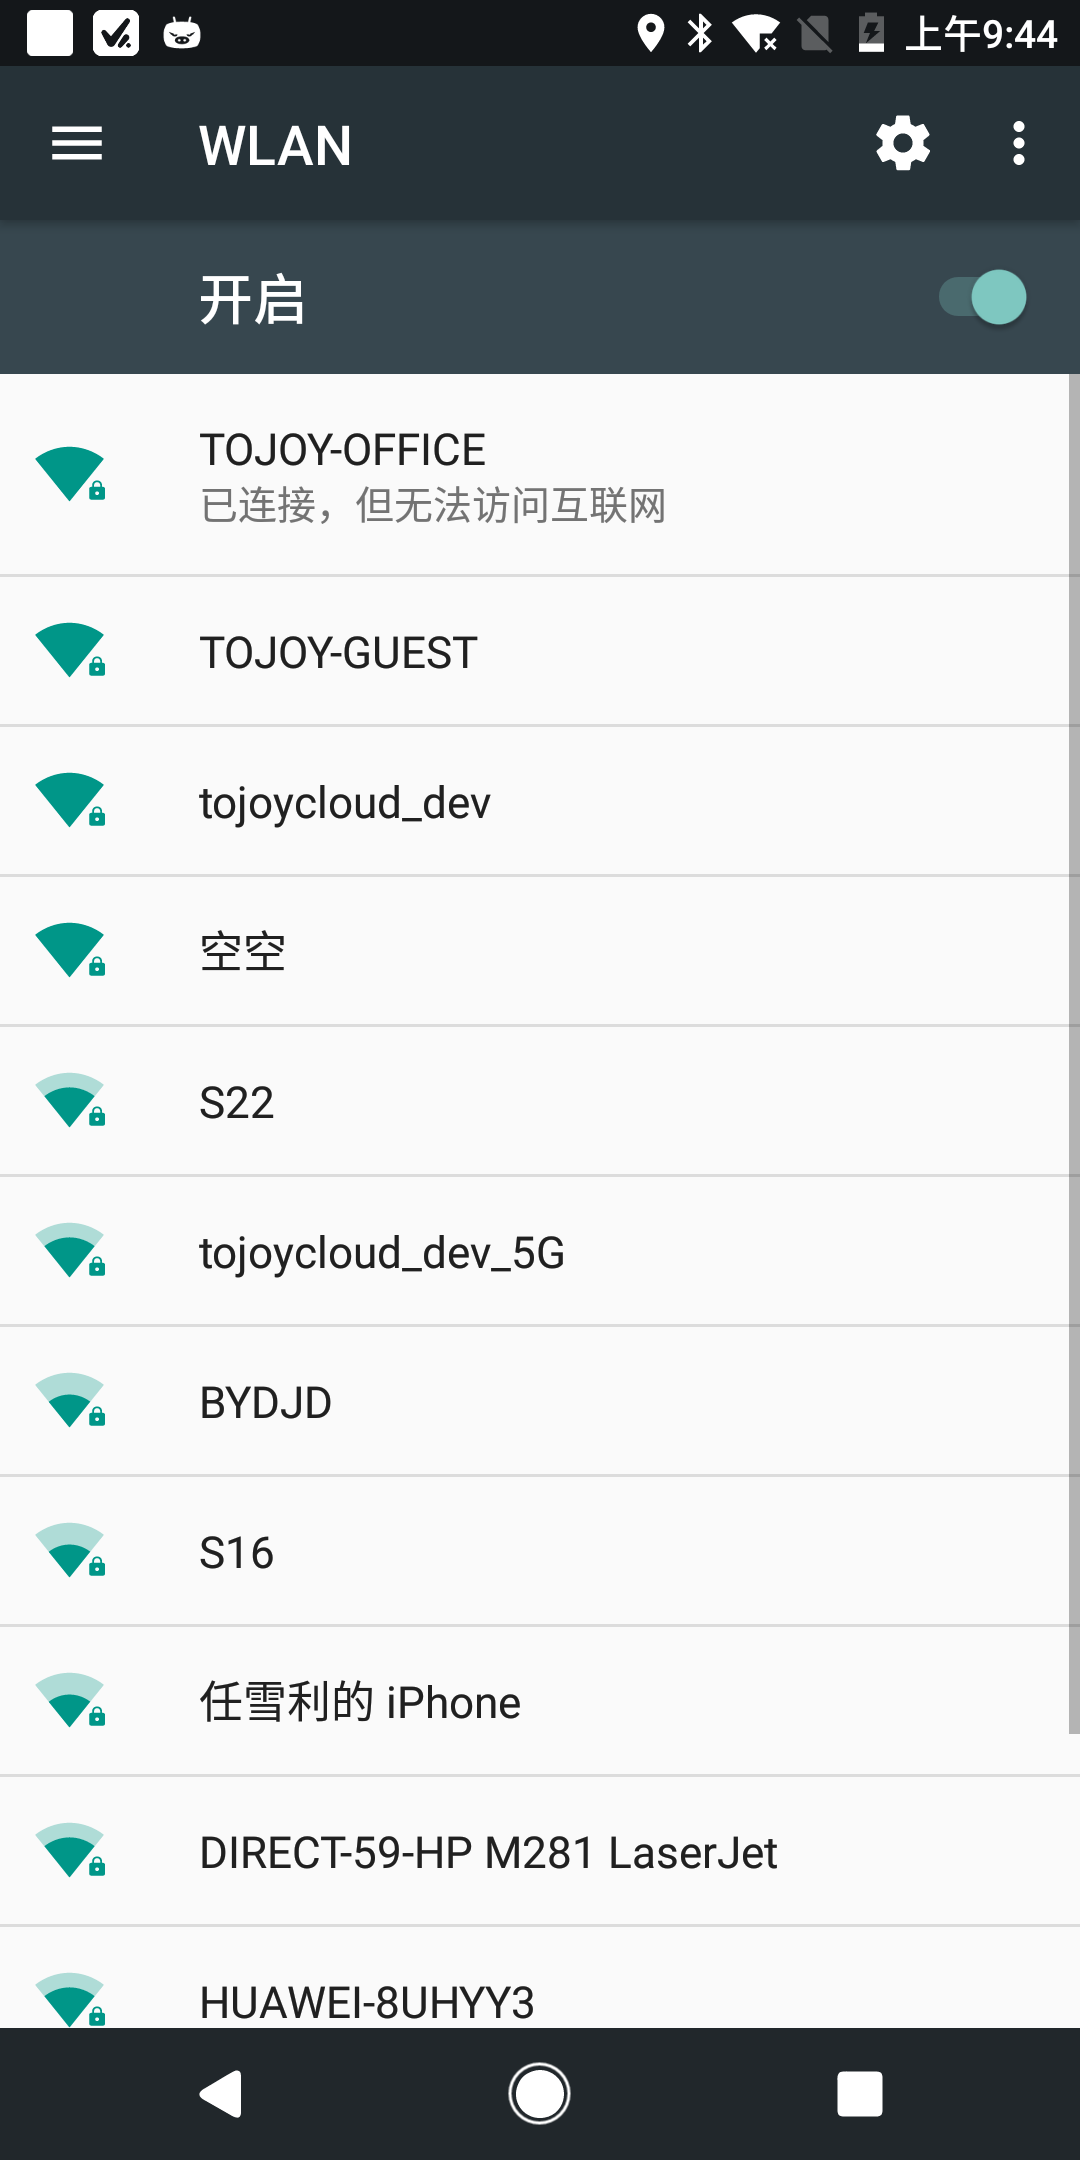 上午9:44
WLAN
开启
TOJOY-OFFICE
已连接，但无法访问互联网
TOJOY-GUEST
tojoycloud_dev
空空
S22
tojoycloud_dev_5G
BYDJD
S16
任雪利的 iPhone
DIRECT-59-HP M281 LaserJet
HUAWEI-8UHYY3